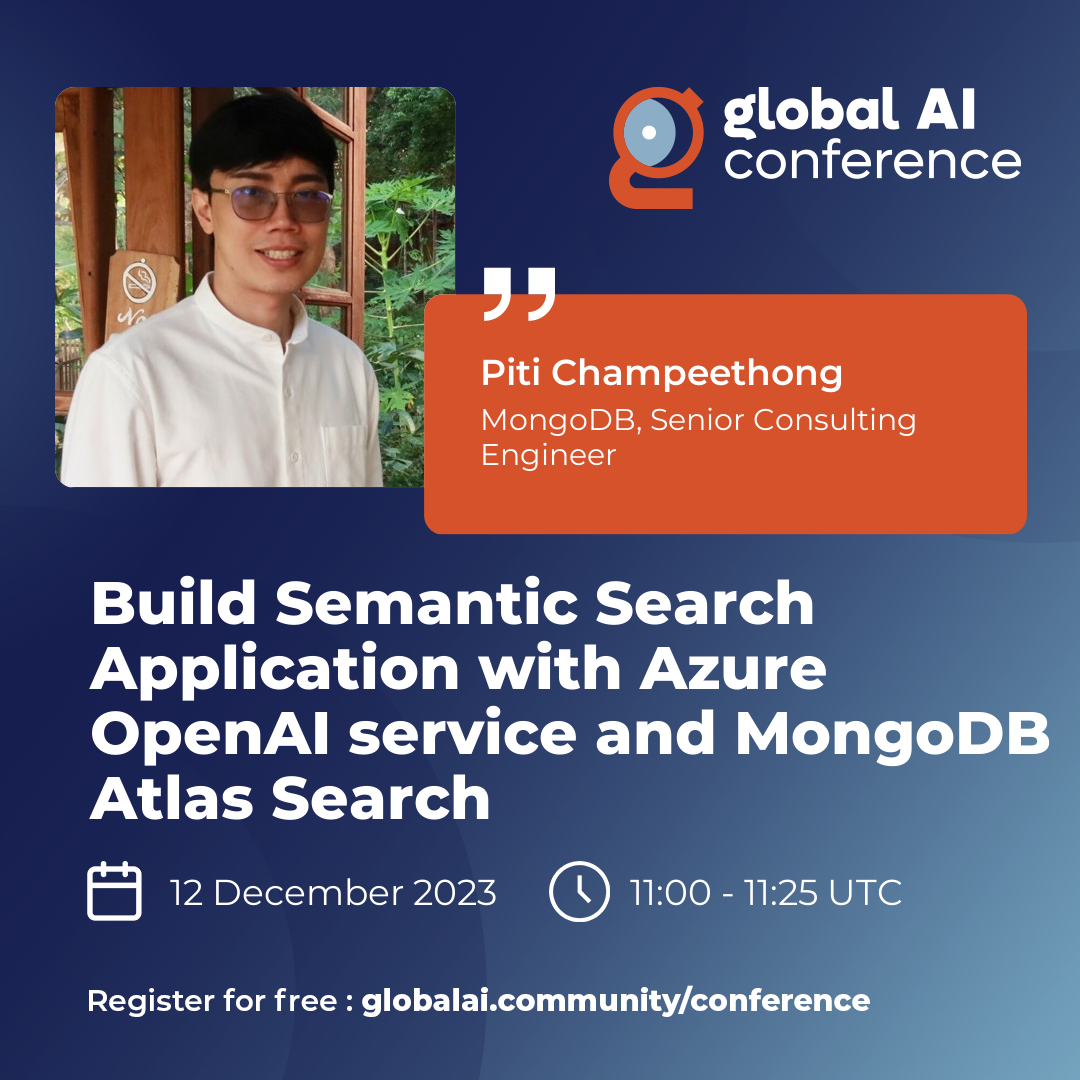 global AI
conference
No
Piti Champeethong
MongoDB, Senior Consulting
Engineer
Build Semantic Search
Application with Azure
OpenAI service and MongoDB
Atlas Search
12 December 2023
11:00 - 11:25 UTC
Register for free : globalai.community/conference